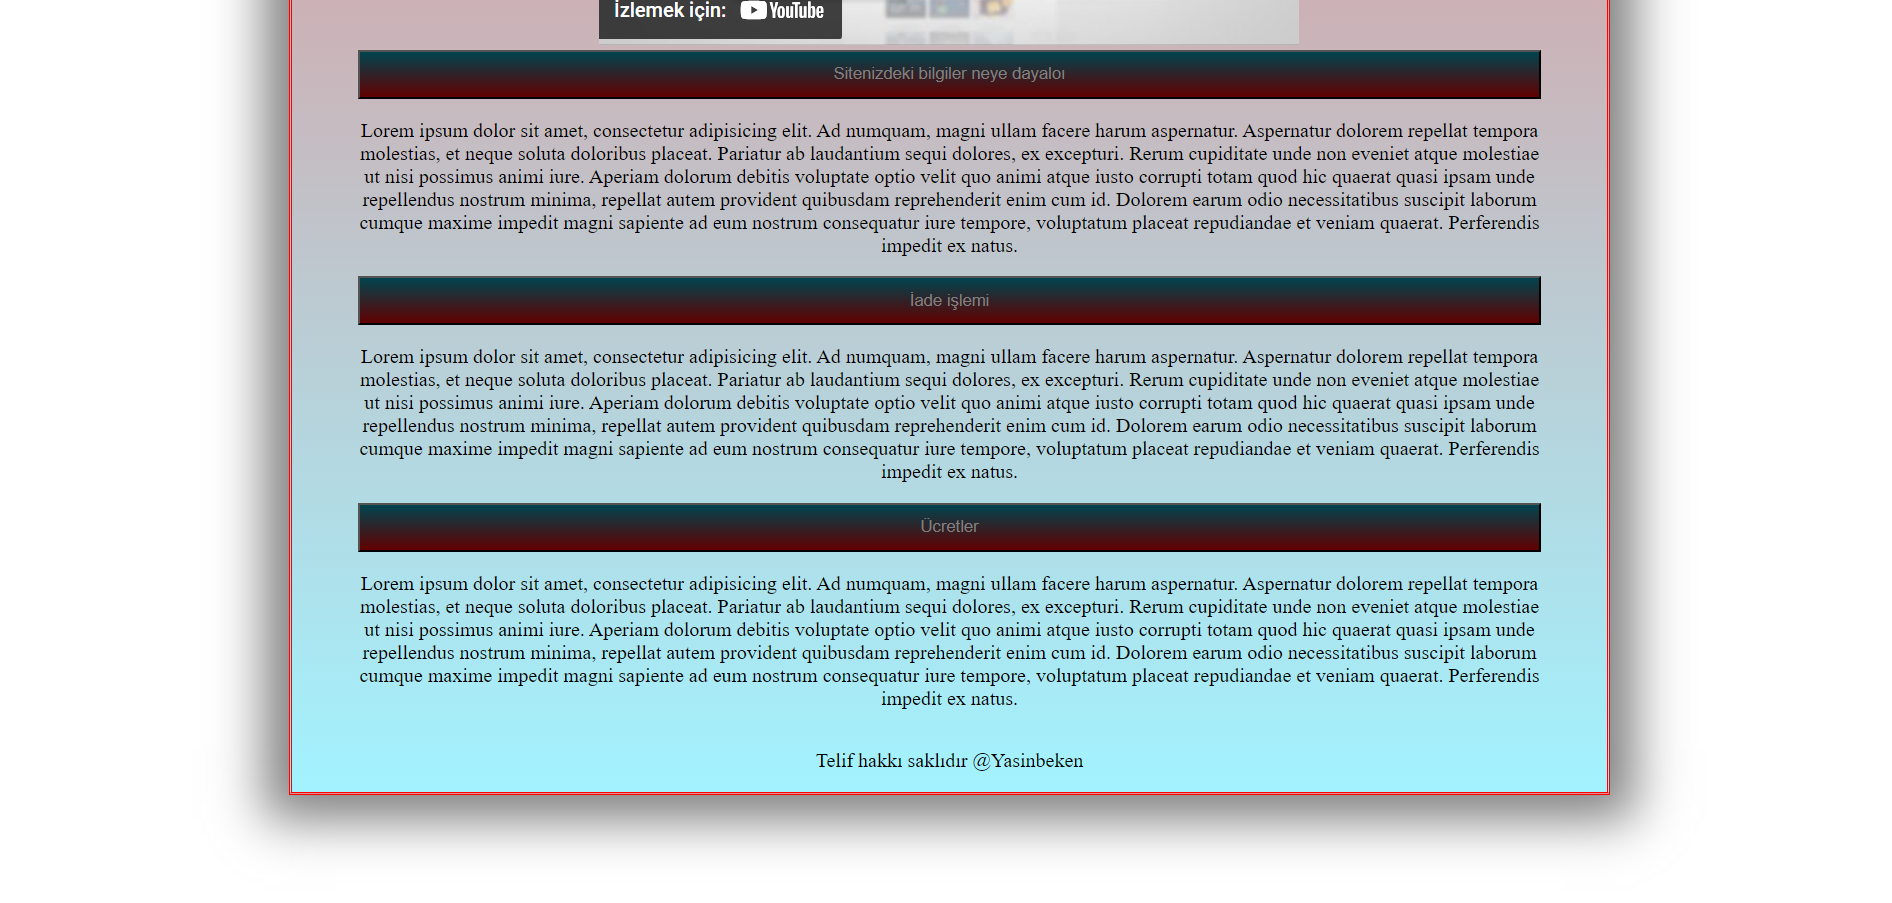 İzlemek için: YouTube
Sitenizdeki bilgiler neye dayaloı
Lorem ipsum dolor sit amet, consectetur adipisicing elit. Ad numquam, magni ullam facere harum aspernatur. Aspernatur dolorem repellat tempora
molestias, et neque soluta doloribus placeat. Pariatur ab laudantium sequi dolores, ex excepturi. Rerum cupiditate unde non eveniet atque molestiae
ut nisi possimus animi iure. Aperiam dolorum debitis voluptate optio velit quo animi atque iusto corrupti totam quod hic quaerat quasi ipsam unde
repellendus nostrum minima, repellat autem provident quibusdam reprehenderit enim cum id. Dolorem earum odio necessitatibus suscipit laborum
cumque maxime impedit magni sapiente ad eum nostrum consequatur iure tempore, voluptatum placeat repudiandae et veniam quaerat. Perferendis
impedit ex natus.
İade işlemi
Lorem ipsum dolor sit amet, consectetur adipisicing elit. Ad numquam, magni ullam facere harum aspernatur. Aspernatur dolorem repellat tempora
molestias, et neque soluta doloribus placeat. Pariatur ab laudantium sequi dolores, ex excepturi. Rerum cupiditate unde non eveniet atque molestiae
ut nisi possimus animi iure. Aperiam dolorum debitis voluptate optio velit quo animi atque iusto corrupti totam quod hic quaerat quasi ipsam unde
repellendus nostrum minima, repellat autem provident quibusdam reprehenderit enim cum id. Dolorem earum odio necessitatibus suscipit laborum
cumque maxime impedit magni sapiente ad eum nostrum consequatur iure tempore, voluptatum placeat repudiandae et veniam quaerat. Perferendis
impedit ex natus.
Ücretler
Lorem ipsum dolor sit amet, consectetur adipisicing elit. Ad numquam, magni ullam facere harum aspernatur. Aspernatur dolorem repellat tempora
molestias, et neque soluta doloribus placeat. Pariatur ab laudantium sequi dolores, ex excepturi. Rerum cupiditate unde non eveniet atque molestiae
ut nisi possimus animi iure. Aperiam dolorum debitis voluptate optio velit quo animi atque iusto corrupti totam quod hic quaerat quasi ipsam unde
repellendus nostrum minima, repellat autem provident quibusdam reprehenderit enim cum id. Dolorem earum odio necessitatibus suscipit laborum
cumque maxime impedit magni sapiente ad eum nostrum consequatur iure tempore, voluptatum placeat repudiandae et veniam quaerat. Perferendis
impedit ex natus.
Telif hakkı saklıdır @Yasinbeken